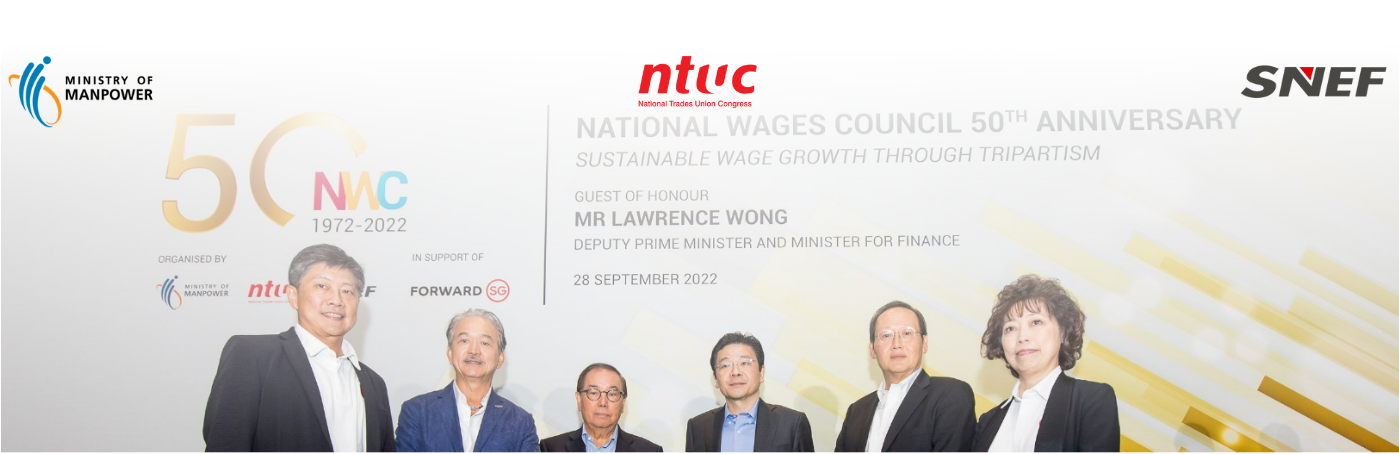 MINISTRY OF
MANPOWER
ntuc
National Trades Union Congress
SNEF
50
NWC
1972-2022
ORGANISED BY
MINISTRY OF
MANPOWER
IN SUPPORT OF
FORWARD SG
NATIONAL WAGES COUNCIL 50TH ANNIVERSARY
SUSTAINABLE WAGE GROWTH THROUGH TRIPARTISM
GUEST OF HONOUR
MR LAWRENCE WONG
DEPUTY PRIME MINISTER AND MINISTER FOR FINANCE
28 SEPTEMBER 2022